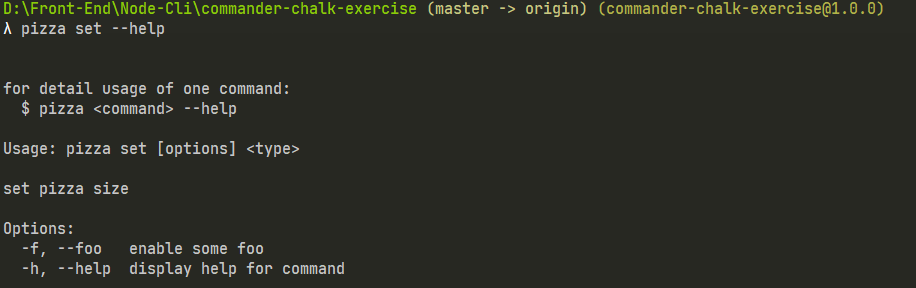 D:\Front-End\Node-Cli\commander-chalk-exercise (master -> origin) (commander-chalk-exercise@1.0.0)
λ pizza set --help
for detail usage of one command:
$ pizza <command> --help
Usage: pizza set [options] <type>
set pizza size
Options:
-f, --foo   enable some foo
-h, --help  display help for command